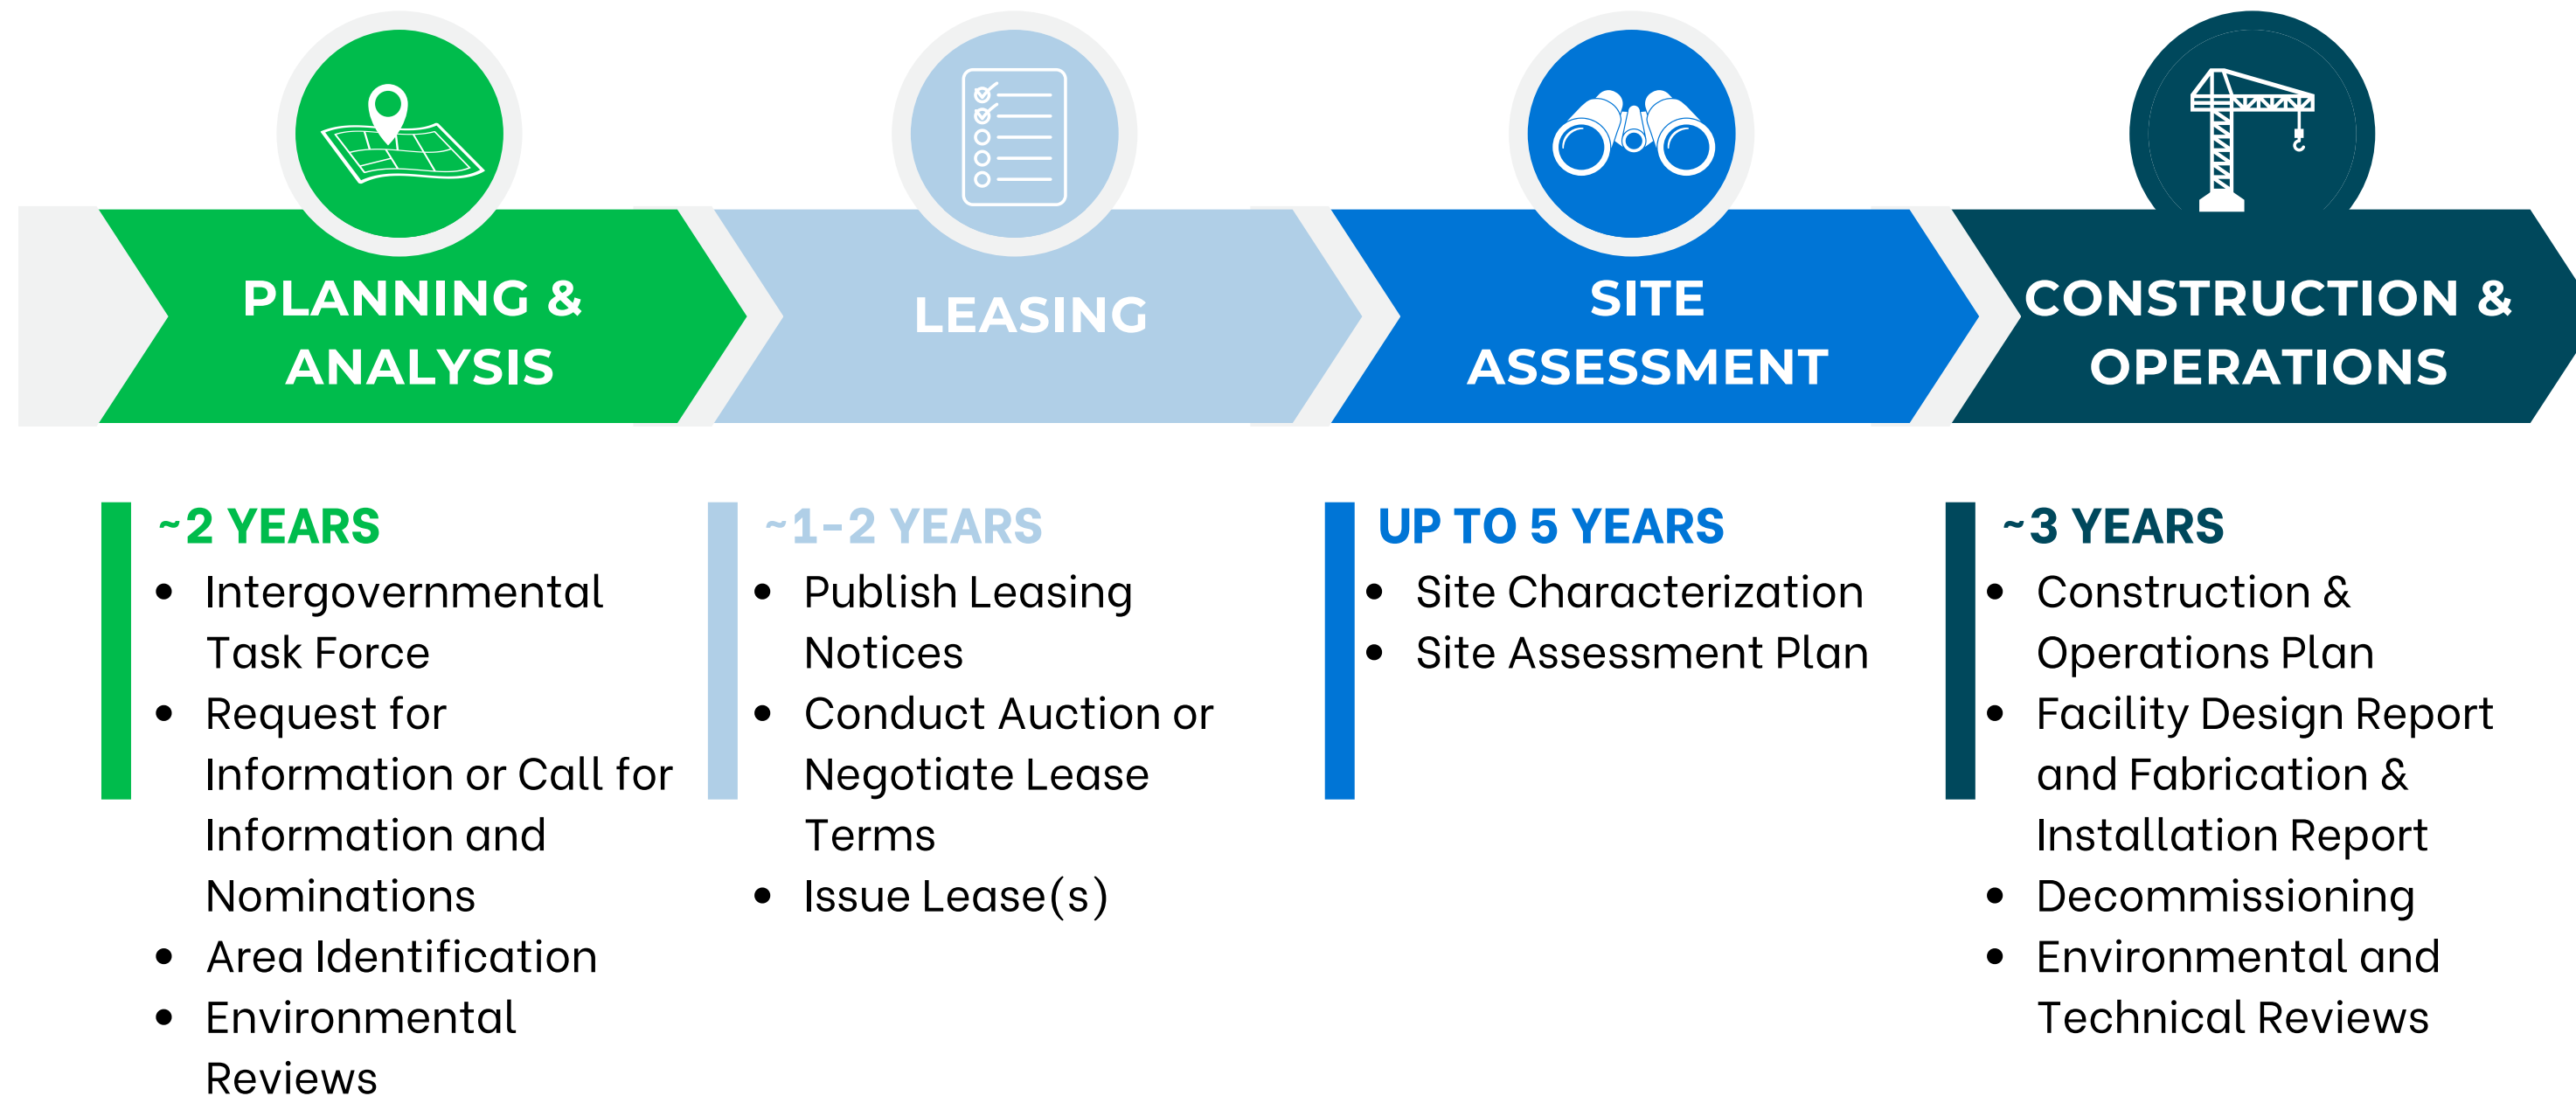 PLANNING &
ANALYSIS
LEASING
SITE
ASSESSMENT
CONSTRUCTION &
OPERATIONS
~2 YEARS
• Intergovernmental
Task Force
• Request for
Information or Call for
Information and
Nominations
• Area Identification
• Environmental
Reviews
~1-2 YEARS
• Publish Leasing
Notices
• Conduct Auction or
Negotiate Lease
Terms
• Issue Lease(s)
UP TO 5 YEARS
• Site Characterization
• Site Assessment Plan
~3 YEARS
• Construction &
Operations Plan
• Facility Design Report
and Fabrication &
Installation Report
• Decommissioning
• Environmental and
Technical Reviews